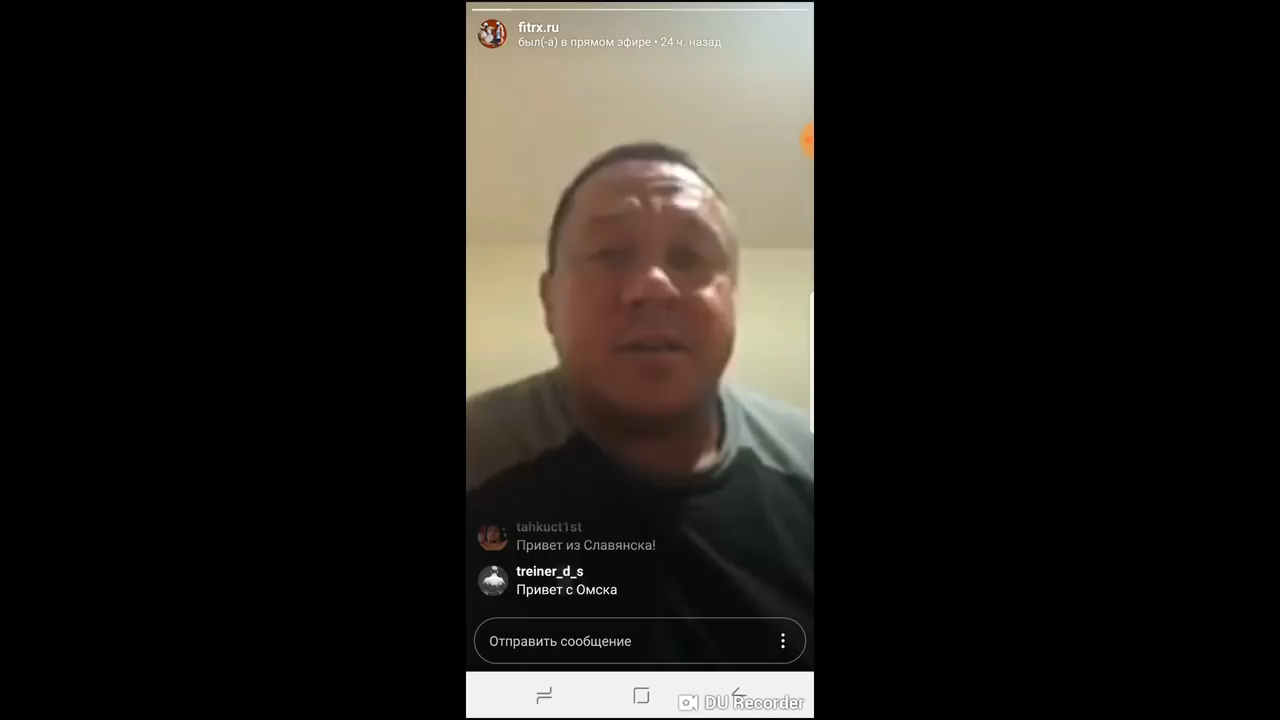 fitrx.ru
был(-а) в прямом эфире • 24 ч. назад
tahkuct1st
Привет из Славянска!
treiner_d_s
Привет с Омска
Отправить сообщение
DU Recorder